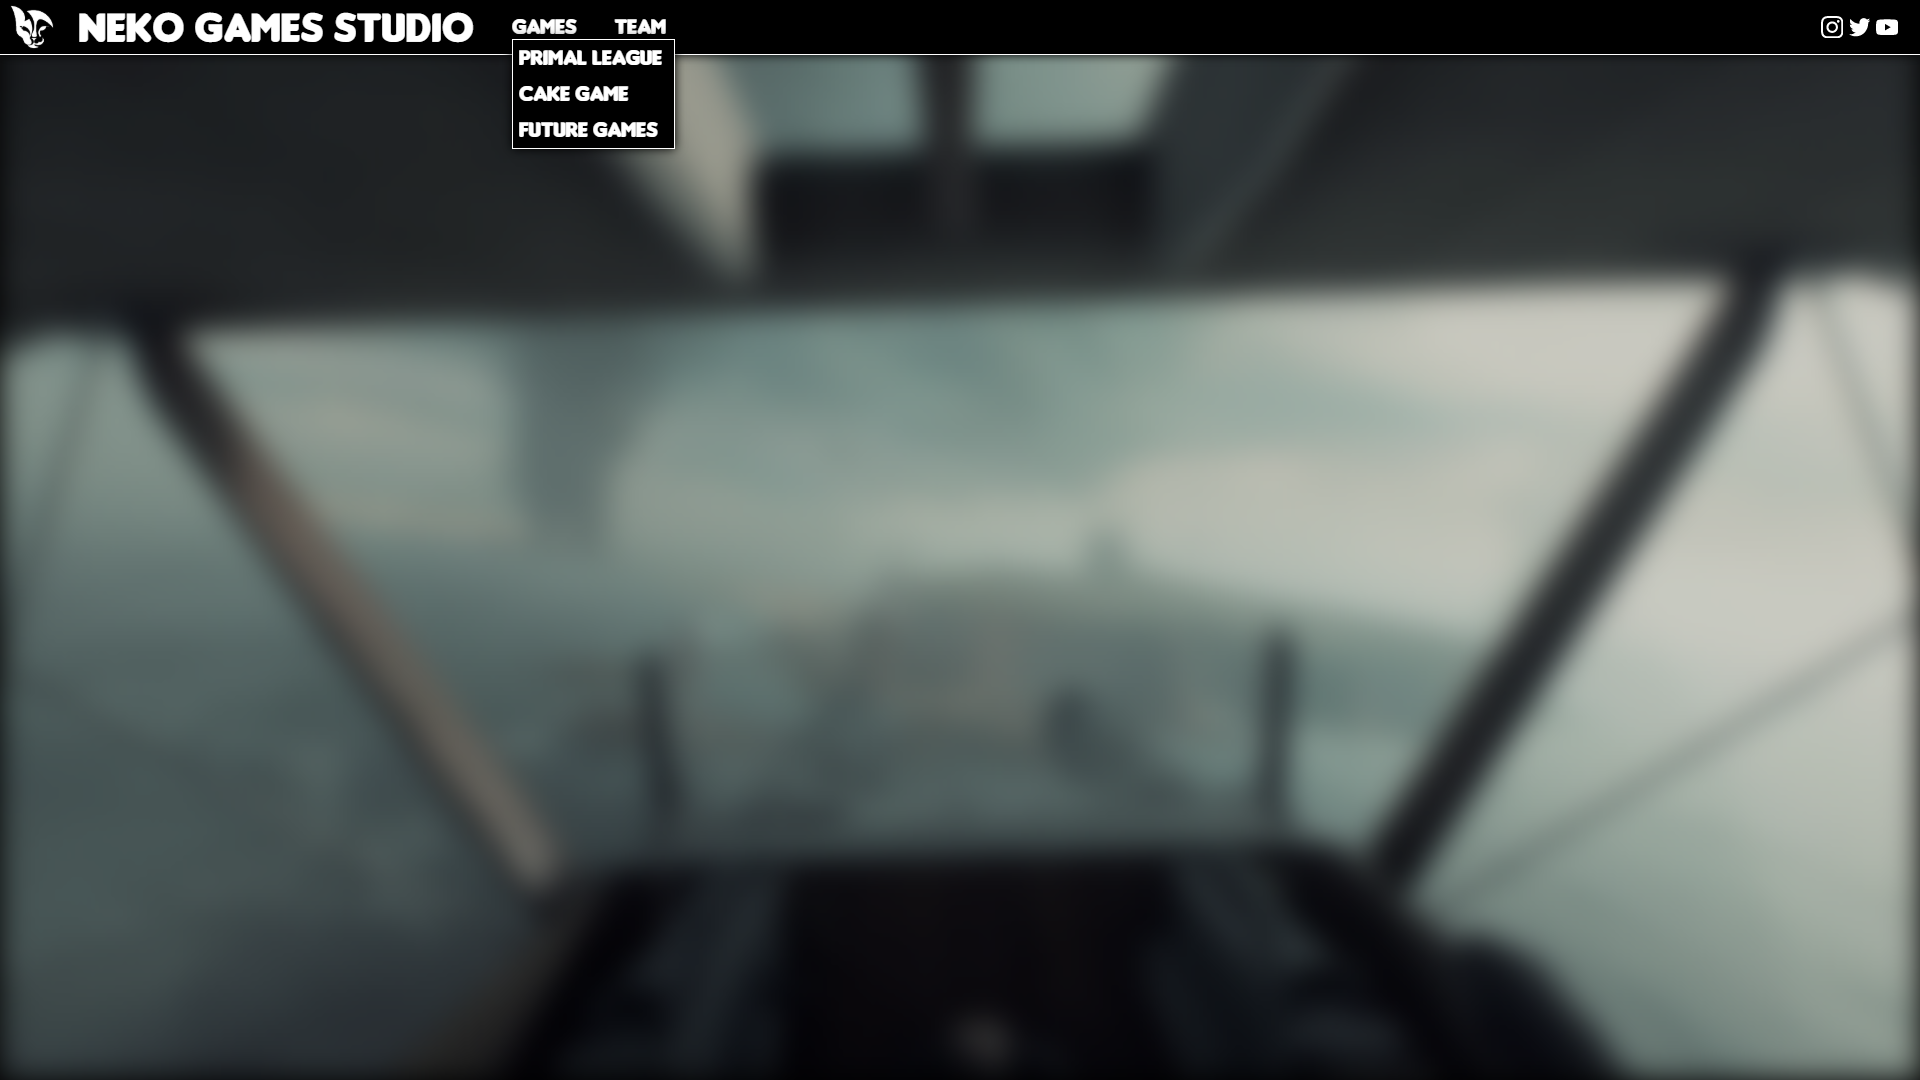 NEKO GAMES STUDIO
GAMES
TEAM
PRIMAL LEAGUE
CAKE GAME
FUTURE GAMES